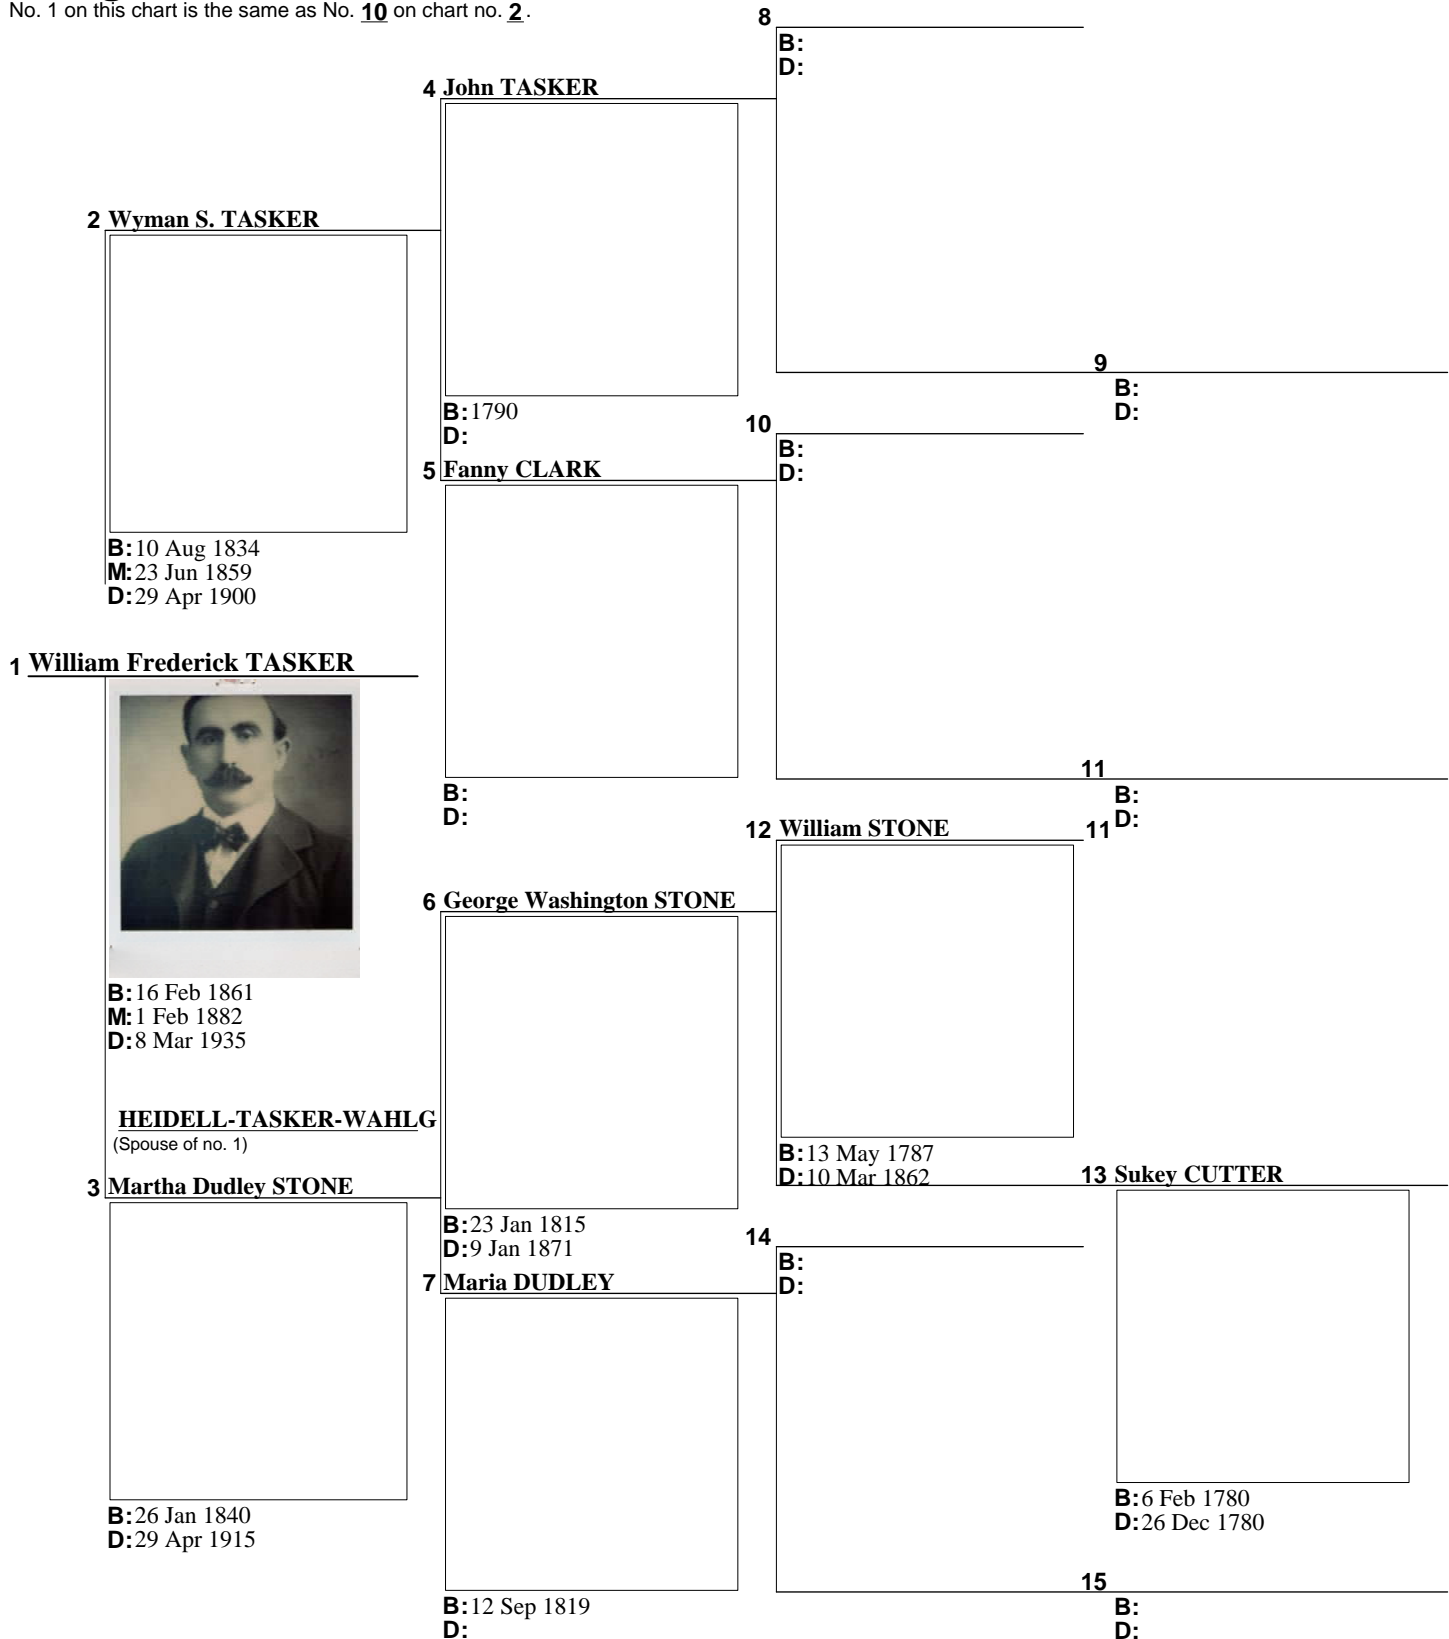 No. 1 on this chart is the same as No. 10 on chart no. 2.
8
B:
D:
4 John TASKER
2 Wyman S. TASKER
9
B:
D:
B: 1790
D:
10
B:
D:
5 Fanny CLARK
B: 10 Aug 1834
M: 23 Jun 1859
D: 29 Apr 1900
1 William Frederick TASKER
11
B:
D:
B:
D:
12 William STONE
11
6 George Washington STONE
B: 16 Feb 1861
M: 1 Feb 1882
D: 8 Mar 1935
HEIDELL-TASKER-WAHLG
(Spouse of no. 1)
B: 13 May 1787
D: 10 Mar 1862
13 Sukey CUTTER
3 Martha Dudley STONE
B: 23 Jan 1815
D: 9 Jan 1871
14
B:
D:
7 Maria DUDLEY
B: 6 Feb 1780
D: 26 Dec 1780
B: 26 Jan 1840
D: 29 Apr 1915
15
B:
D:
B: 12 Sep 1819
D: